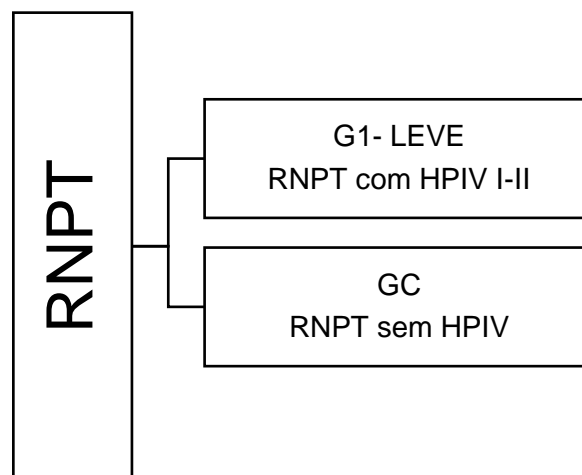 RNPT
G1- LEVE
RNPT com HPIV I-II
GC
RNPT sem HPIV